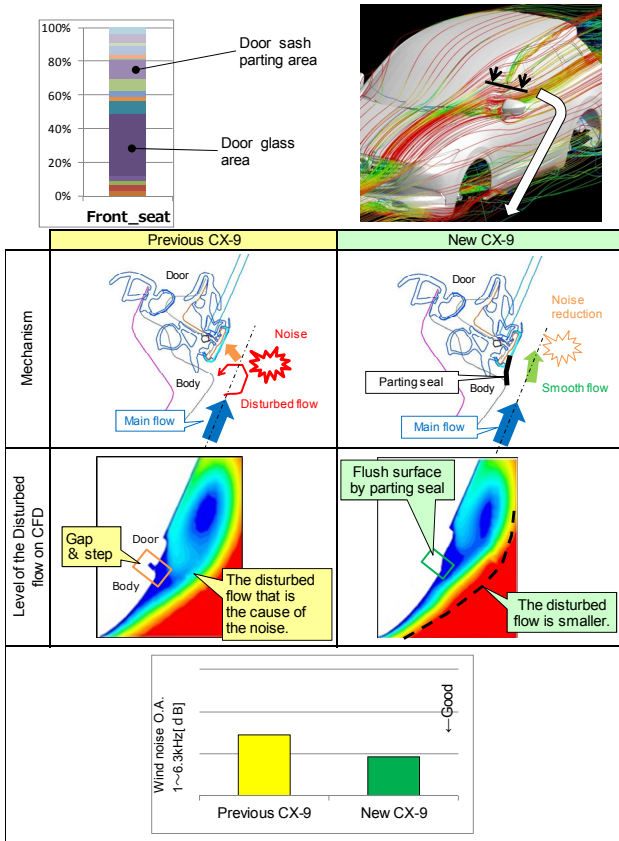 100%
80%
60%
40%
20%
0%
Front_seat
Door sash
parting area
Door glass
area
Previous CX-9
New CX-9
Mechanism
Door
Noise
Body
Disturbed flow
Main flow
Door
Noise
reduction
Parting seal
Body
Smooth flow
Main flow
Level of the Disturbed
flow on CFD
Gap
& step
Door
Body
The disturbed
flow that is
the cause of
the noise.
Flush surface
by parting seal
The disturbed
flow is smaller.
Wind noise O.A.
1～6.3kHz[ d B]
←Good
Previous CX-9
New CX-9